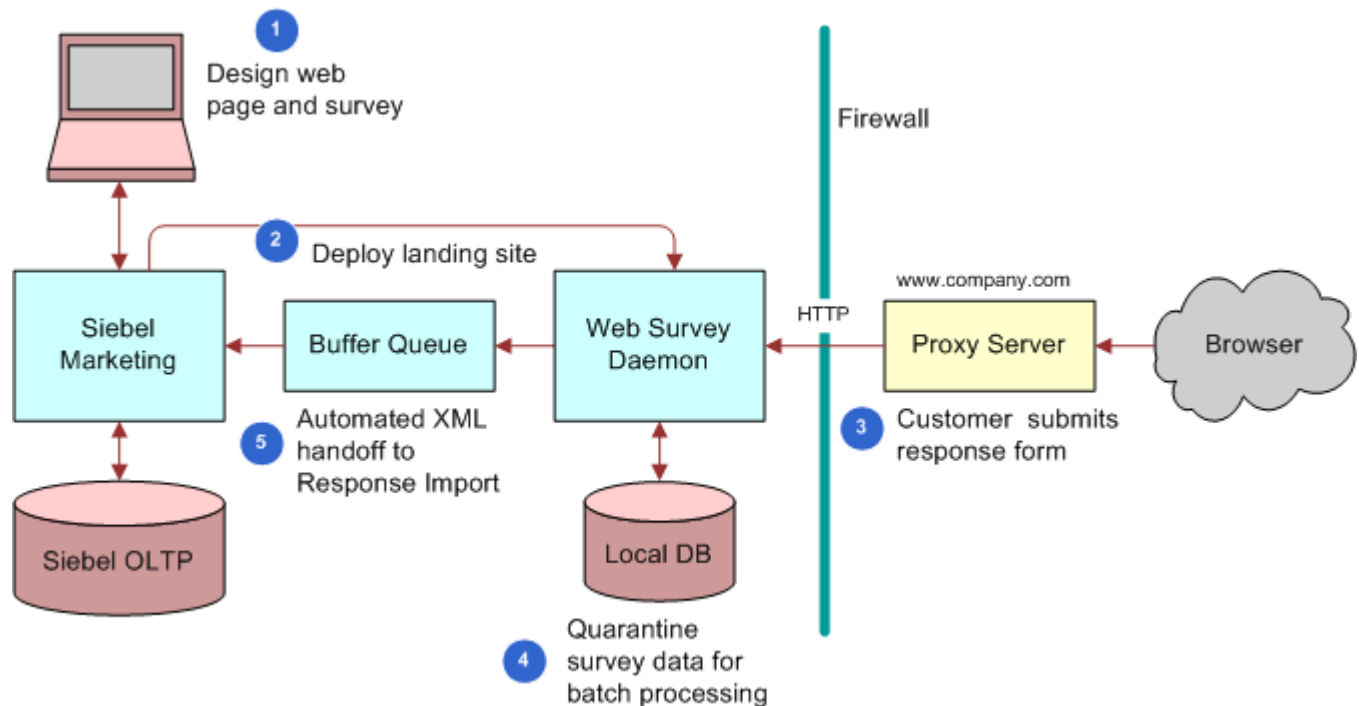 1
Design web
page and survey
Firewall
2
Deploy landing site
www.company.com
HTTP
Siebel
Marketing
Buffer Queue
Web Survey
Daemon
Proxy Server
Browser
5
Automated XML
handoff to
Response Import
3
Customer submits
response form
Siebel OLTP
Local DB
4
Quarantine
survey data for
batch processing